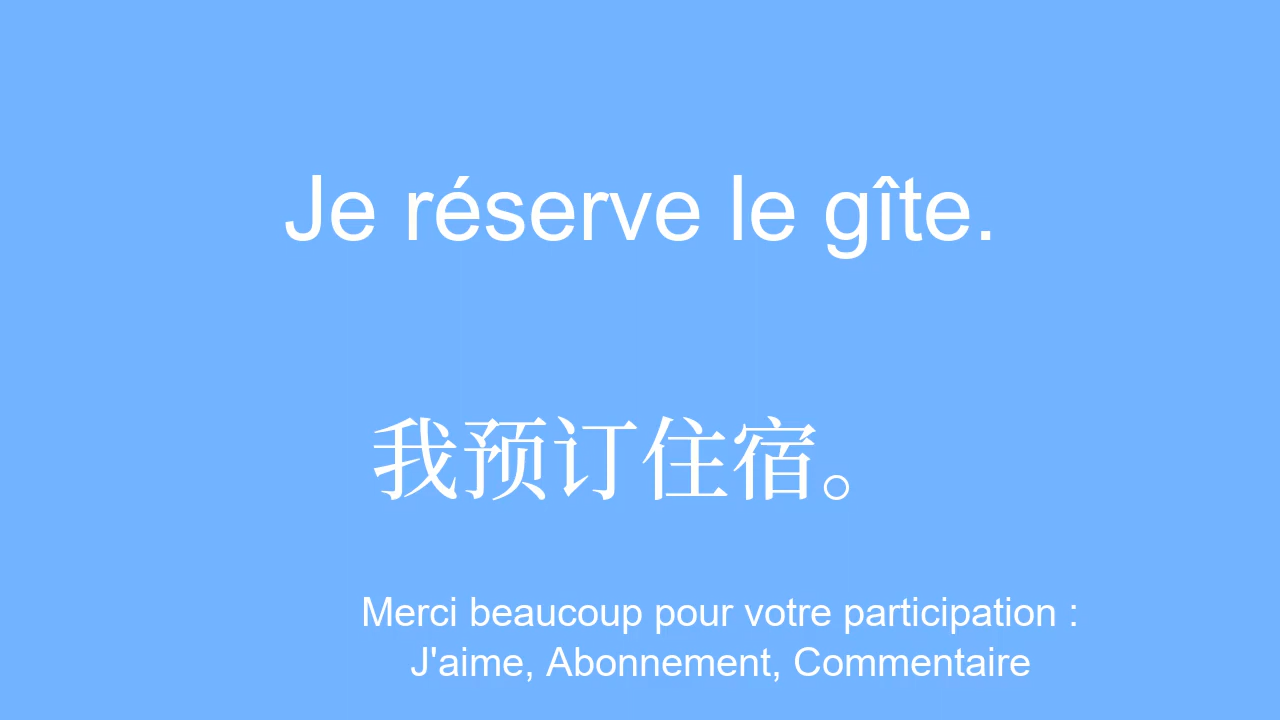 Je réserve le gîte.
我预订住宿。
Merci beaucoup pour votre participation :
J'aime, Abonnement, Commentaire